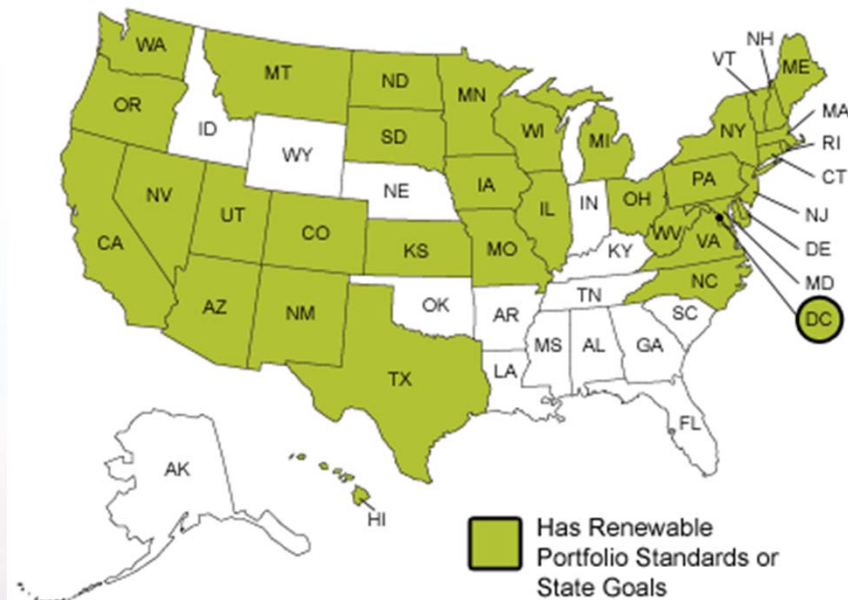 NH
VT
ME
WA
MT
ND
MN
MA
OR
ID
SD
WI
MI
NY
RI
WY
CT
NV
NE
IA
PA
UT
IL
IN
OH
NJ
CA
CO
KS
MO
WV
VA
DE
KY
AZ
NM
OK
AR
TN
NC
MD
SC
DC
MS
AL
GA
TX
LA
FL
AK
HI
Has Renewable
Portfolio Standards or
State Goals